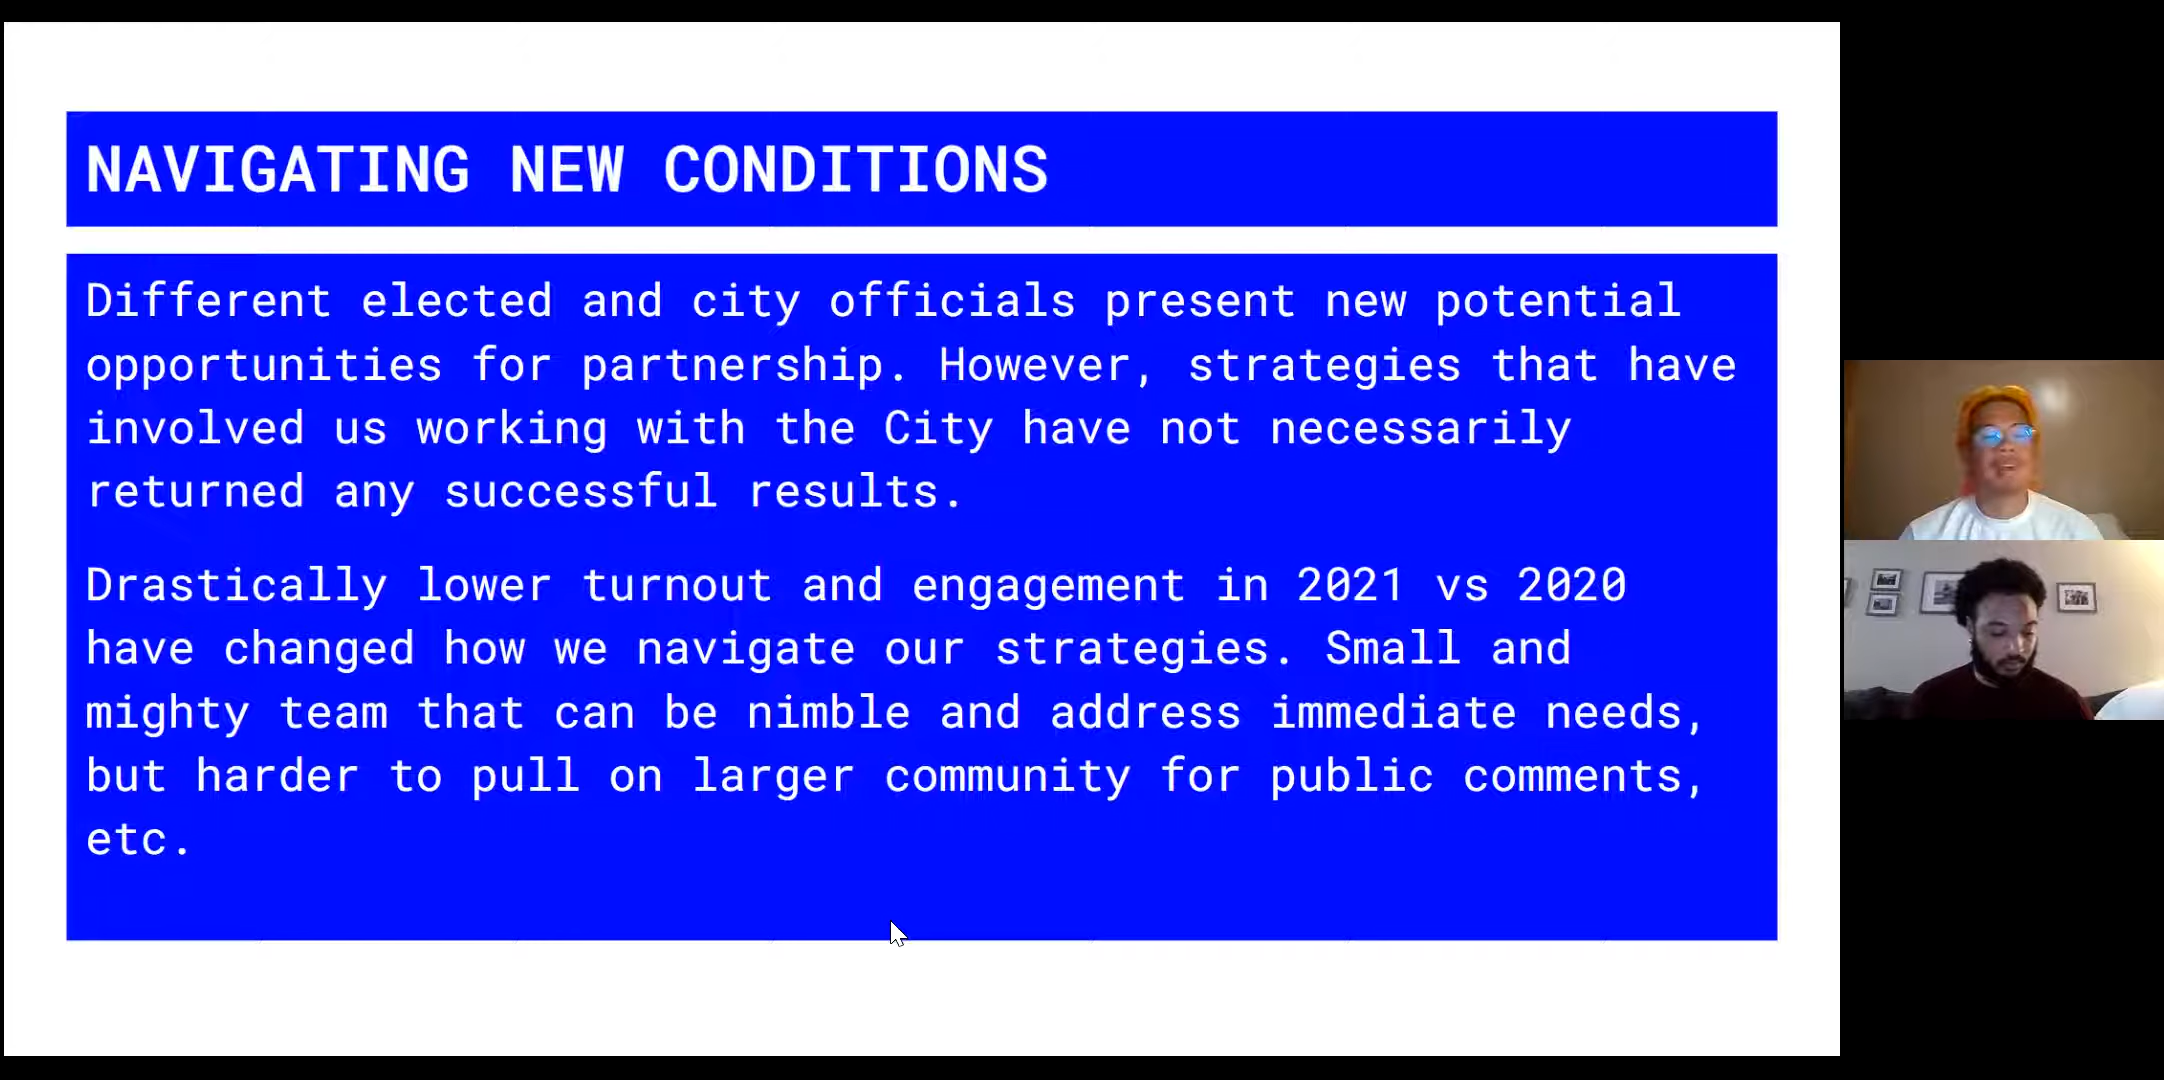 NAVIGATING NEW CONDITIONS
Different elected and city officials present new potential
opportunities for partnership. However, strategies that have
involved us working with the City have not necessarily
returned any successful results.
Drastically lower turnout and engagement in 2021 vs 2020
have changed how we navigate our strategies. Small and
mighty team that can be nimble and address immediate needs,
but harder to pull on larger community for public comments,
etc.